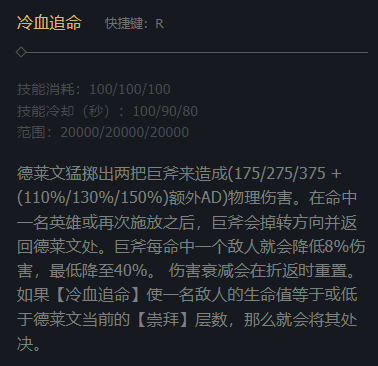 冷血追命 快捷键：R
技能消耗：100/100/100
技能冷却（秒）：100/90/80
范围：20000/20000/20000
德莱文猛掷出两把巨斧来造成(175/275/375 +
(110%/130%/150%)额外AD)物理伤害。在命中
一名英雄或再次施放之后，巨斧会掉转方向并返
回德莱文处。巨斧每命中一个敌人就会降低8%伤
害，最低降至40%。 伤害衰减会在折返时重置。
如果【冷血追命】使一名敌人的生命值等于或低
于德莱文当前的【崇拜】层数，那么就会将其处
决。